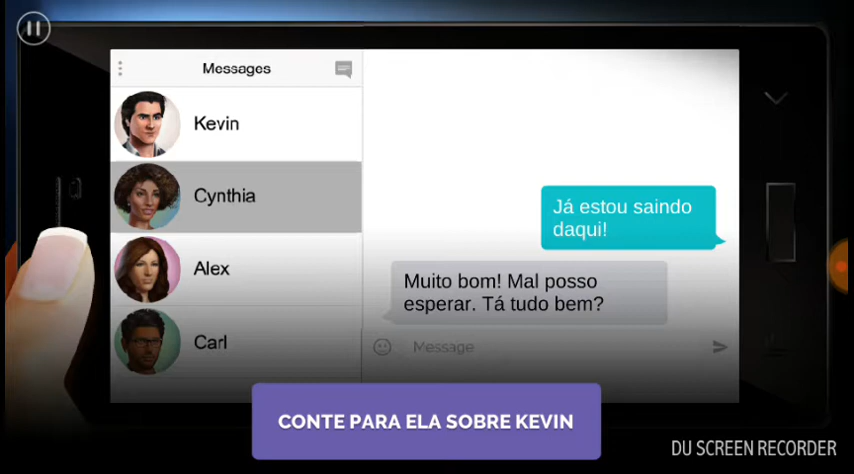 Messages
Kevin
Cynthia
Alex
Carl
Já estou saindo
daqui!
Muito bom! Mal posso
esperar. Tá tudo bem?
Message
CONTE PARA ELA SOBRE KEVIN
DU SCREEN RECORDER